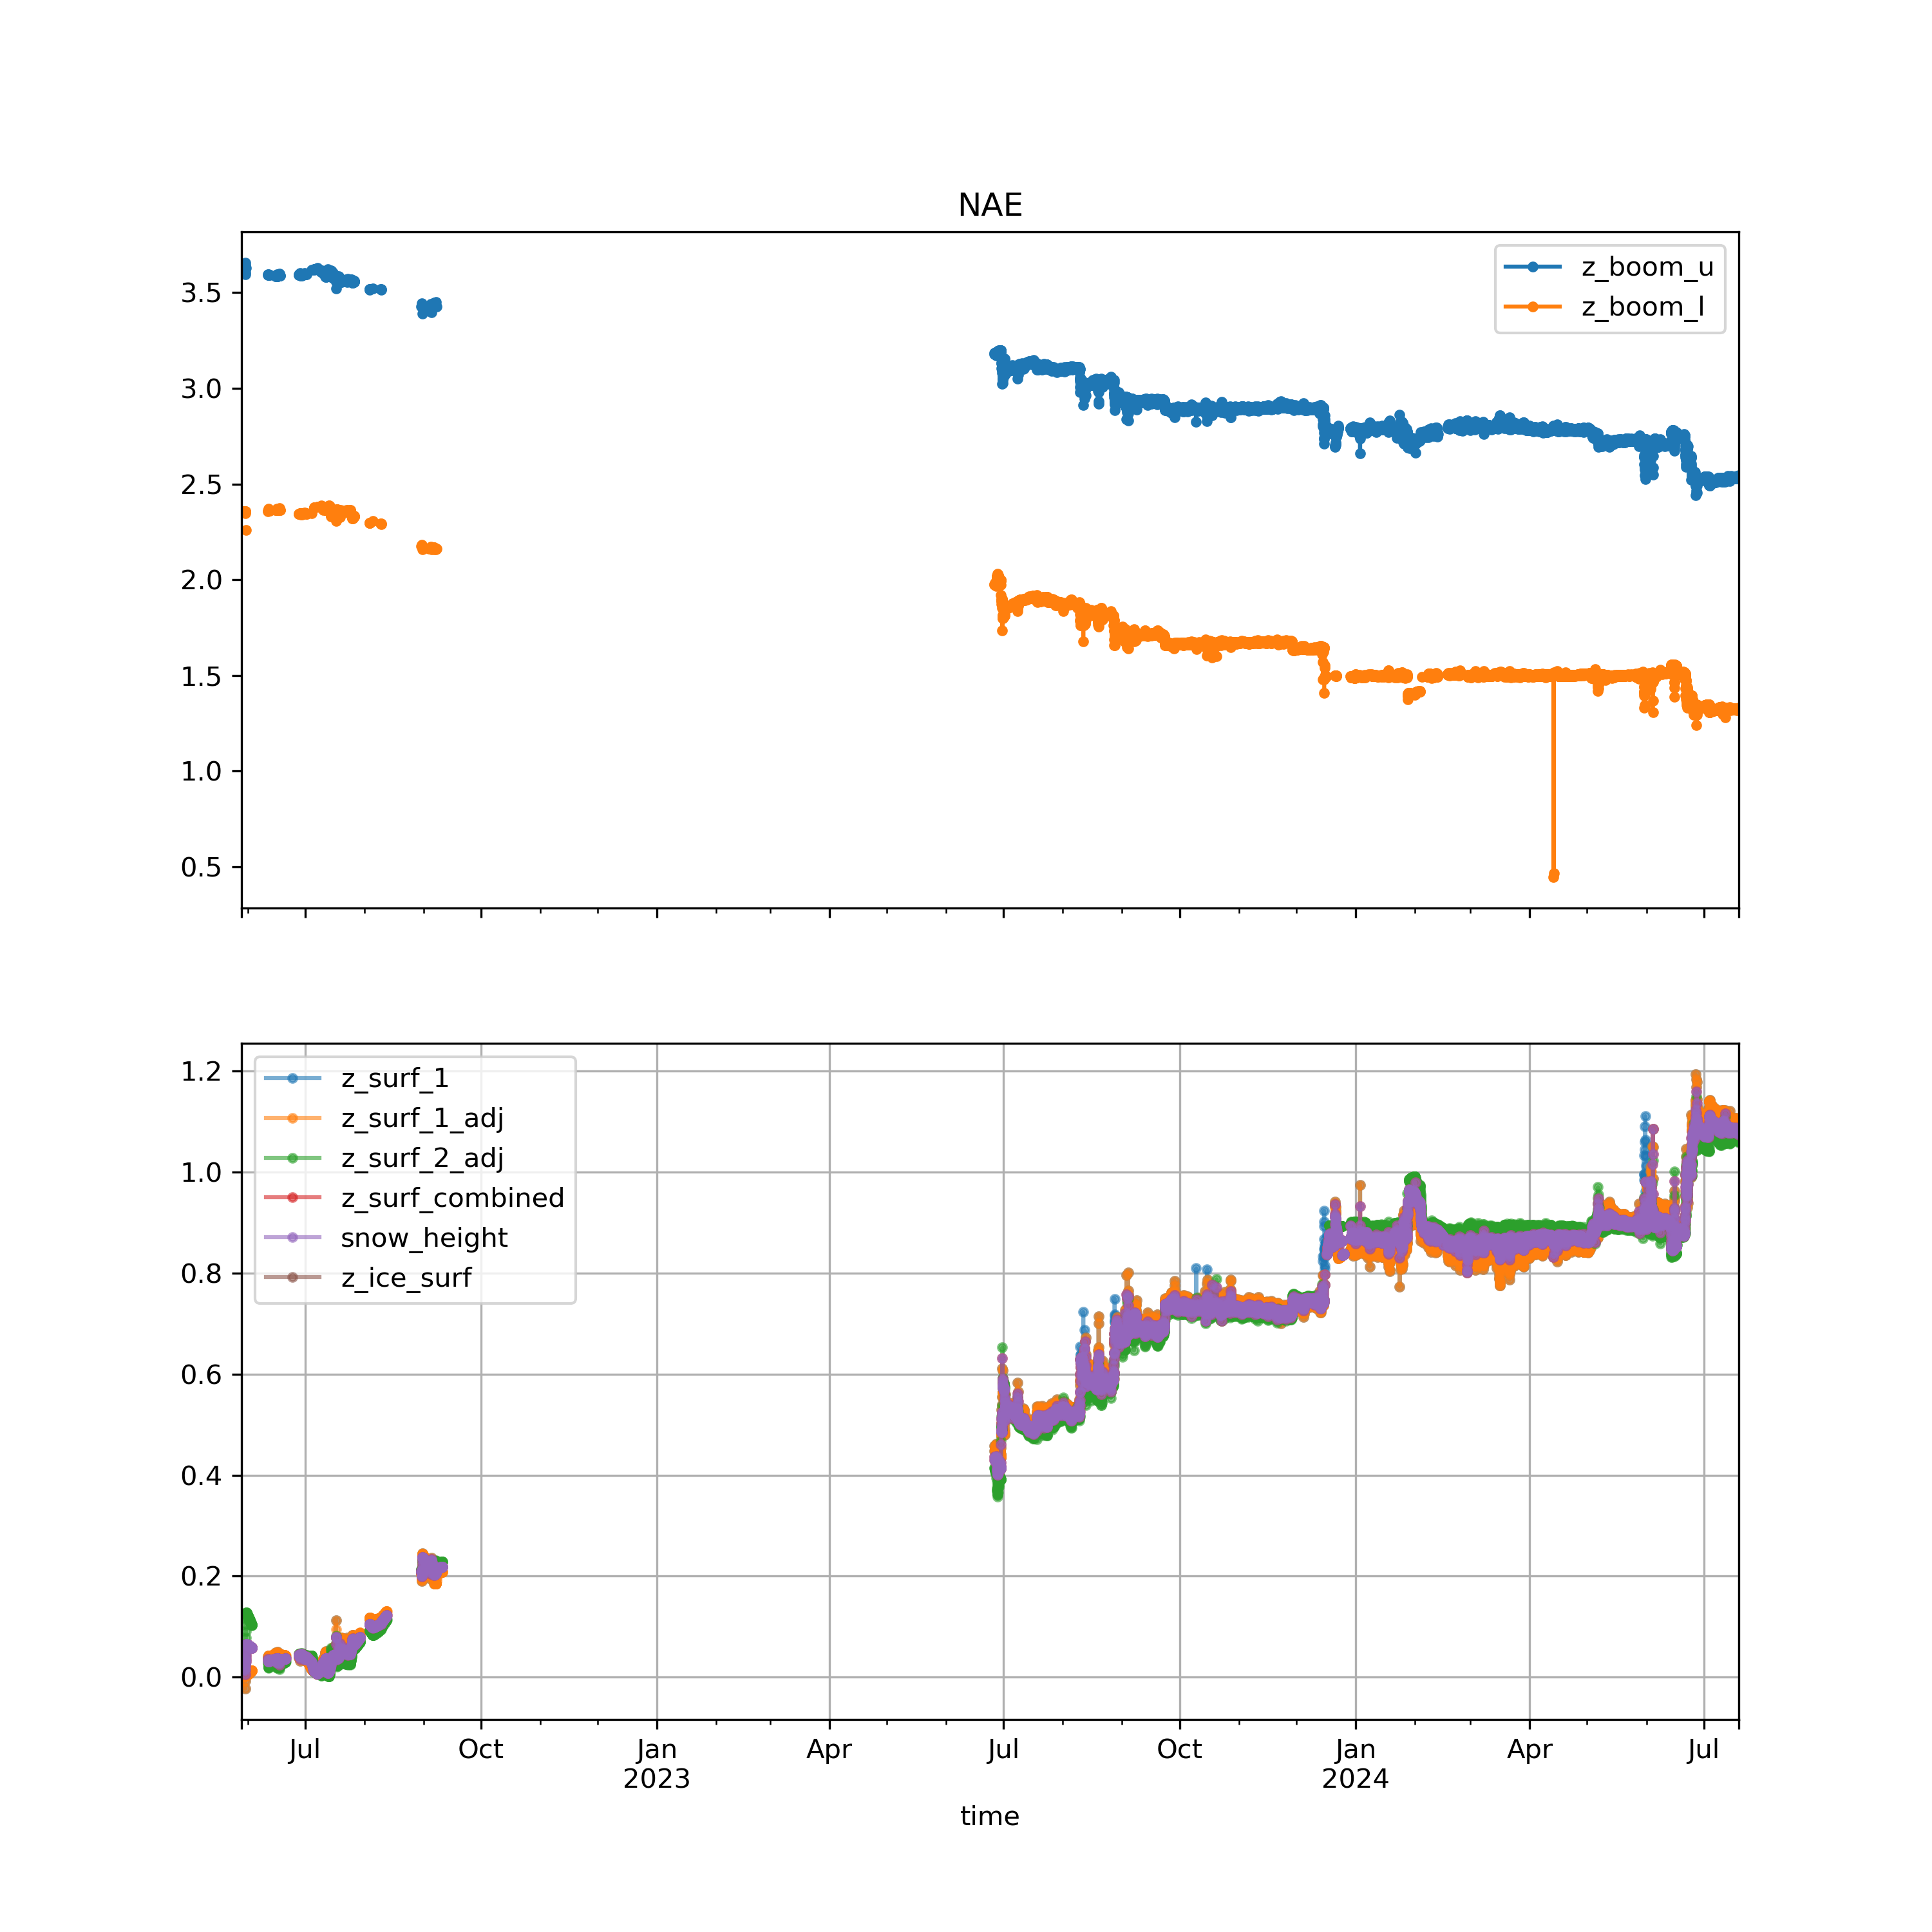 NAE
z_boom_u
z_boom_l
3.5
3.0
2.5
2.0
1.5
1.0
0.5
z_surf_1
z_surf_1_adj
z_surf_2_adj
z_surf_combined
snow_height
z_ice_surf
1.2
1.0
0.8
0.6
0.4
0.2
0.0
Jul Oct Jan Apr Jul Oct Jan Apr Jul
2023 2024
time